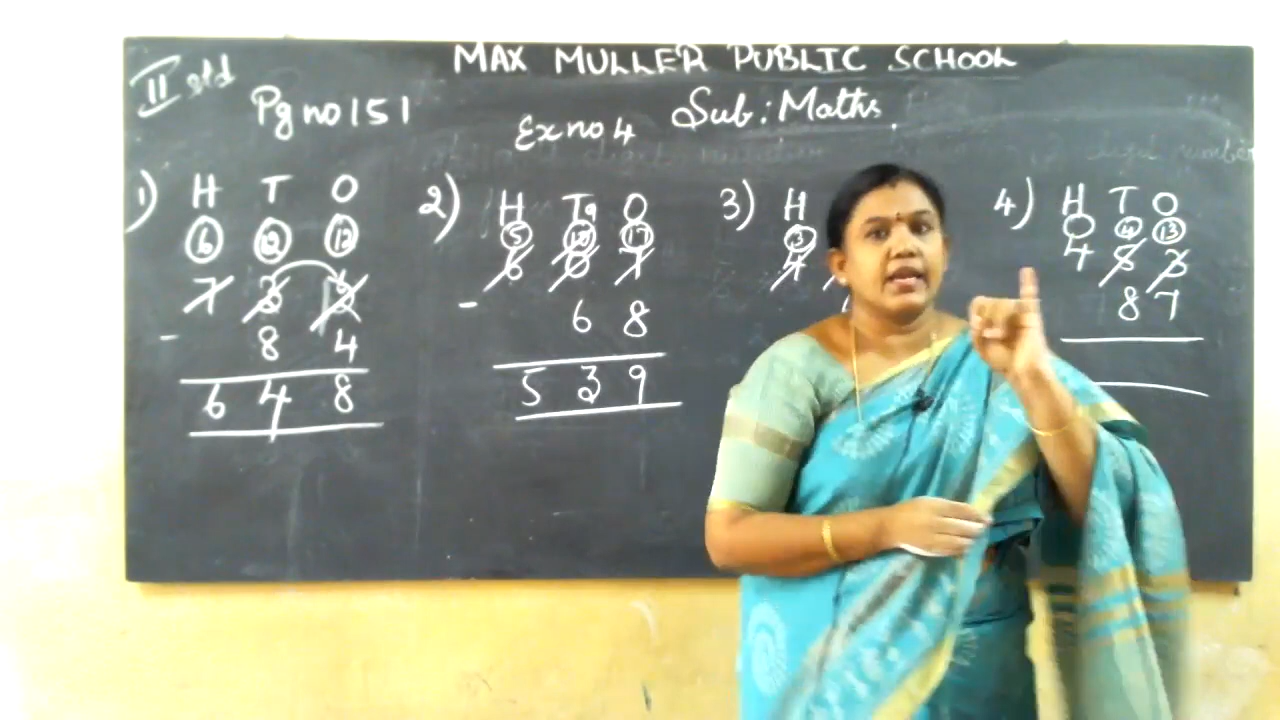 MAX MULLER PUBLIC SCHOOL
II std
Pg no 151
Ex no 4
Sub: Maths
1) H T O
6 12 12
7 3
- 8 4
6 4 8
2) H T O
5 10 17
6 0 7
- 6 8
5 3 9
3) H
3
4
4) H T O
4 13
4 5 3
8 7